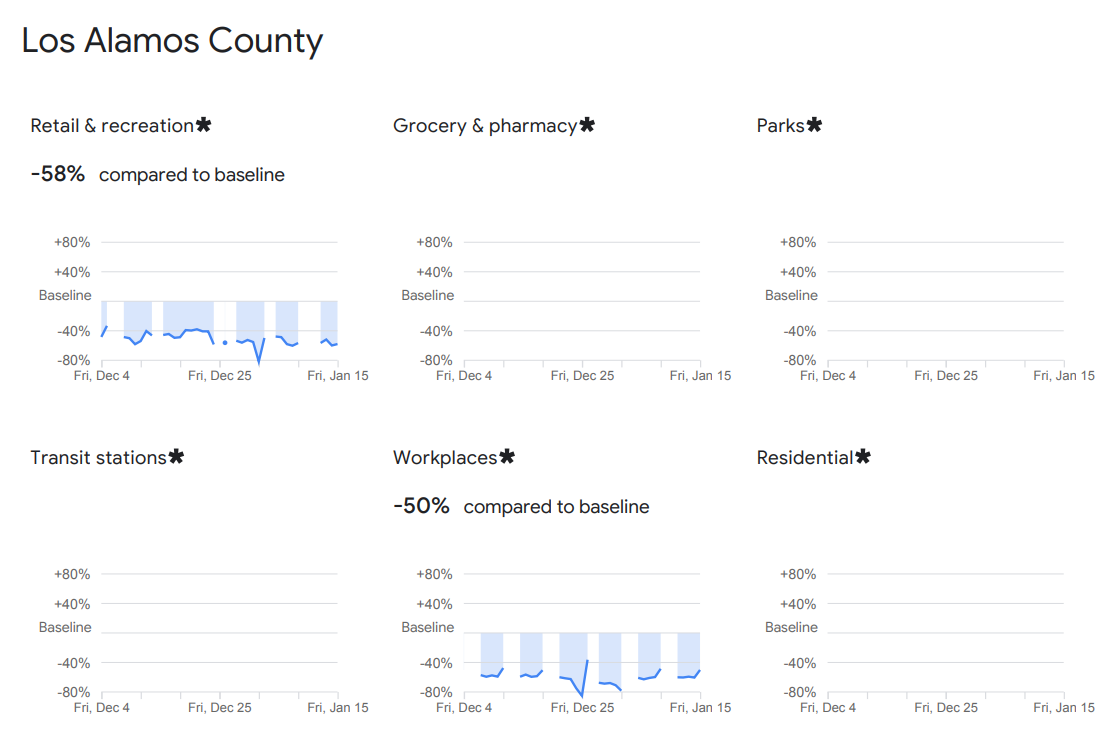 Los Alamos County
Retail & recreation*
-58% compared to baseline
+80%
+40%
Baseline
-40%
-80%
Fri, Dec 4 Fri, Dec 25 Fri, Jan 15
Grocery & pharmacy*
+80%
+40%
Baseline
-40%
-80%
Fri, Dec 4 Fri, Dec 25 Fri, Jan 15
Parks*
+80%
+40%
Baseline
-40%
-80%
Fri, Dec 4 Fri, Dec 25 Fri, Jan 15
Transit stations*
+80%
+40%
Baseline
-40%
-80%
Fri, Dec 4 Fri, Dec 25 Fri, Jan 15
Workplaces*
-50% compared to baseline
+80%
+40%
Baseline
-40%
-80%
Fri, Dec 4 Fri, Dec 25 Fri, Jan 15
Residential*
+80%
+40%
Baseline
-40%
-80%
Fri, Dec 4 Fri, Dec 25 Fri, Jan 15